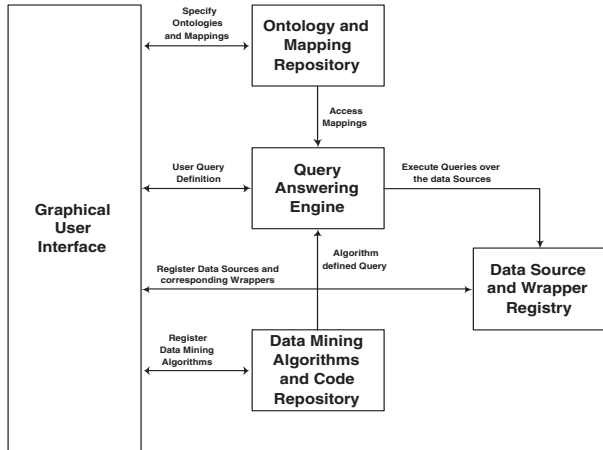 Specify
Ontologies
and Mappings
Ontology and
Mapping
Repository
Access
Mappings
User Query
Definition
Query
Answering
Engine
Execute Queries over
the data Sources
Graphical
User
Interface
Algorithm
defined Query
Register Data Sources and
corresponding Wrappers
Data Source
and Wrapper
Registry
Register
Data Mining
Algorithms
Data Mining
Algorithms
and Code
Repository